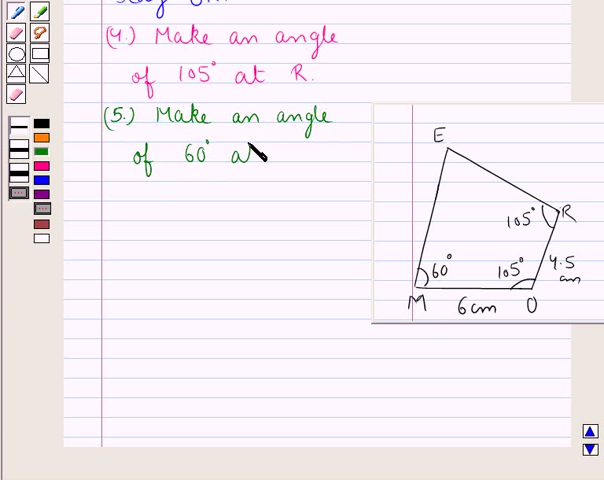 (4.) Make an angle
of 105° at R.
(5.) Make an angle
of 60° a
E
105°
R
60°
105°
4.5
cm
M
6cm
O